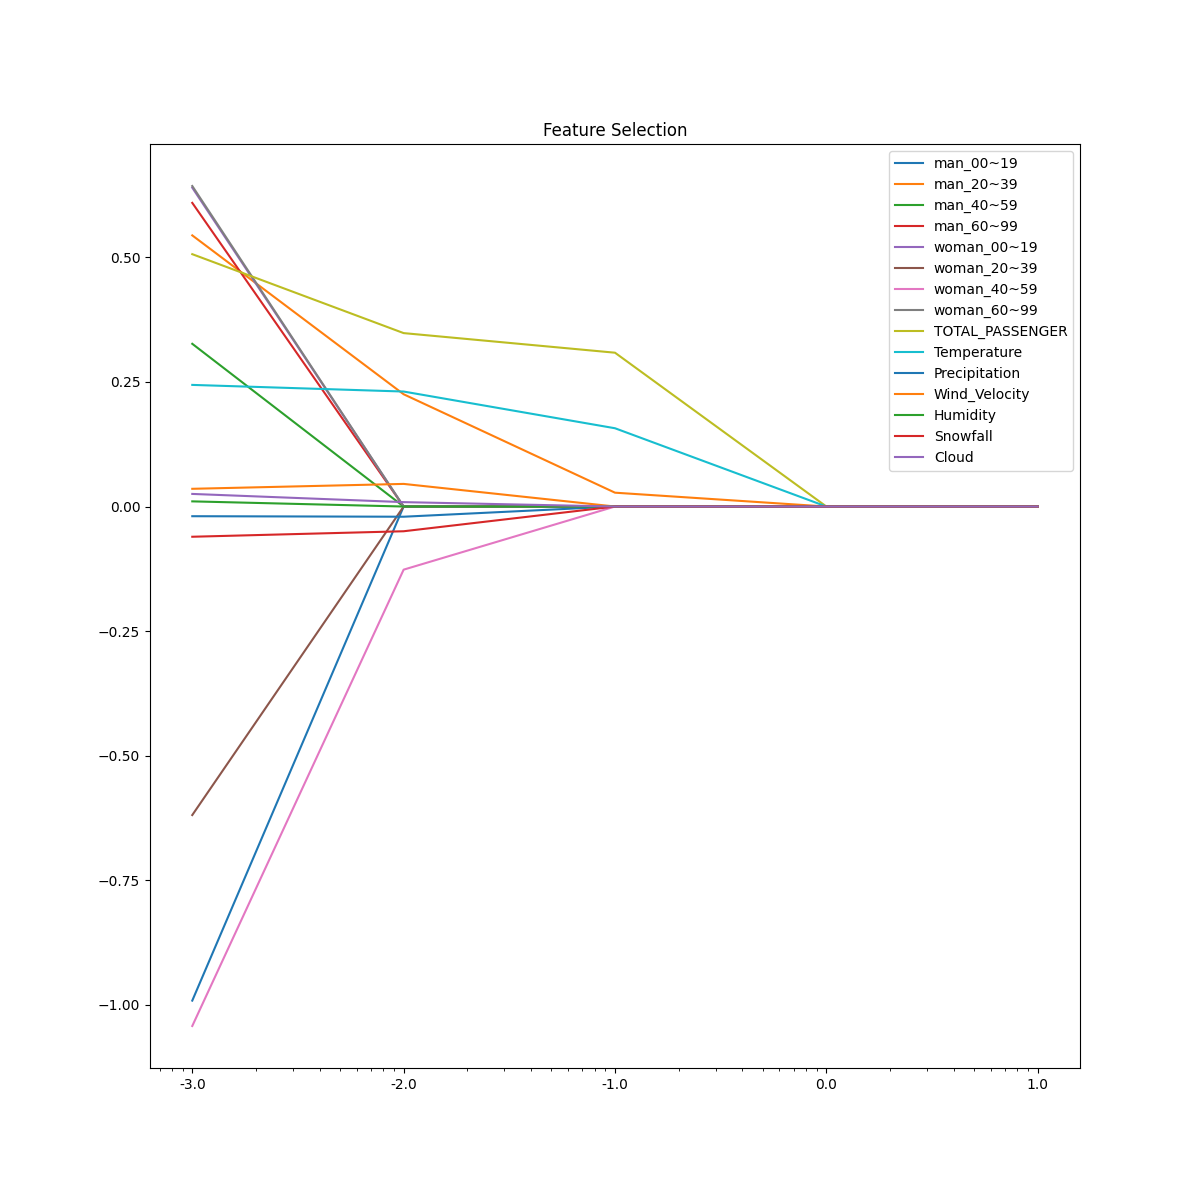 Feature Selection
man_00~19
man_20~39
man_40~59
man_60~99
woman_00~19
woman_20~39
woman_40~59
woman_60~99
TOTAL_PASSENGER
Temperature
Precipitation
Wind_Velocity
Humidity
Snowfall
Cloud
0.50
0.25
0.00
−0.25
−0.50
−0.75
−1.00
-3.0 -2.0 -1.0 0.0 1.0